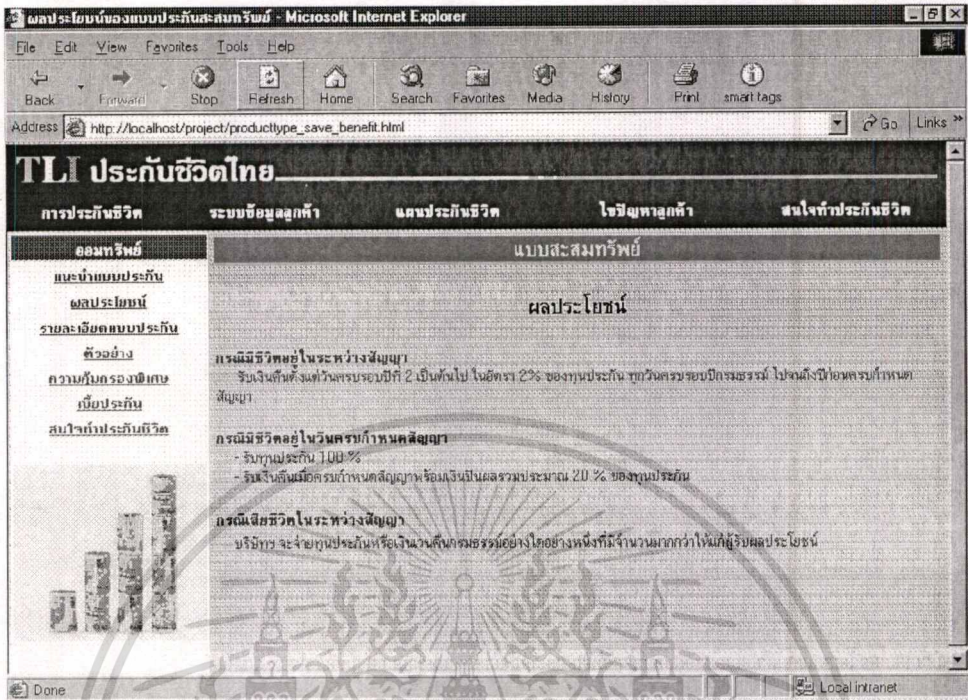 ผลประโยชน์ของแบบประกันสะสมทรัพย์ - Microsoft Internet Explorer
File Edit View Favorites Tools Help
Back Forward Stop Refresh Home Search Favorites Media History Print smart tags
Address http://localhost/project/producttype_save_benefit.html Go Links »
TLI ประกันชีวิตไทย
การประกันชีวิต ระบบข้อมูลลูกค้า แผนประกันชีวิต ไขปัญหาลูกค้า สนใจทำประกันชีวิต
ออมทรัพย์ แบบสะสมทรัพย์
แนะนำแบบประกัน
ผลประโยชน์
รายละเอียดแบบประกัน
ตัวอย่าง
ความคุ้มครองพิเศษ
เบี้ยประกัน
สนใจทำประกันชีวิต
ผลประโยชน์
กรณีมีชีวิตอยู่ในระหว่างสัญญา
รับเงินคืนตั้งแต่วันครบรอบปีที่ 2 เป็นต้นไป ในอัตรา 2% ของทุนประกัน ทุกวันครบรอบปีกรมธรรม์ ไปจนถึงปีก่อนครบกำหนด
สัญญา
กรณีมีชีวิตอยู่ในวันครบกำหนดสัญญา
- รับทุนประกัน 100 %
- รับเงินคืนเมื่อครบกำหนดสัญญาพร้อมเงินปันผลรวมประมาณ 20 % ของทุนประกัน
กรณีเสียชีวิตในระหว่างสัญญา
บริษัทฯ จะจ่ายทุนประกันหรือเงินเวนคืนกรมธรรม์อย่างใดอย่างหนึ่งที่มีจำนวนมากกว่าให้แก่ผู้รับผลประโยชน์
Done Local intranet